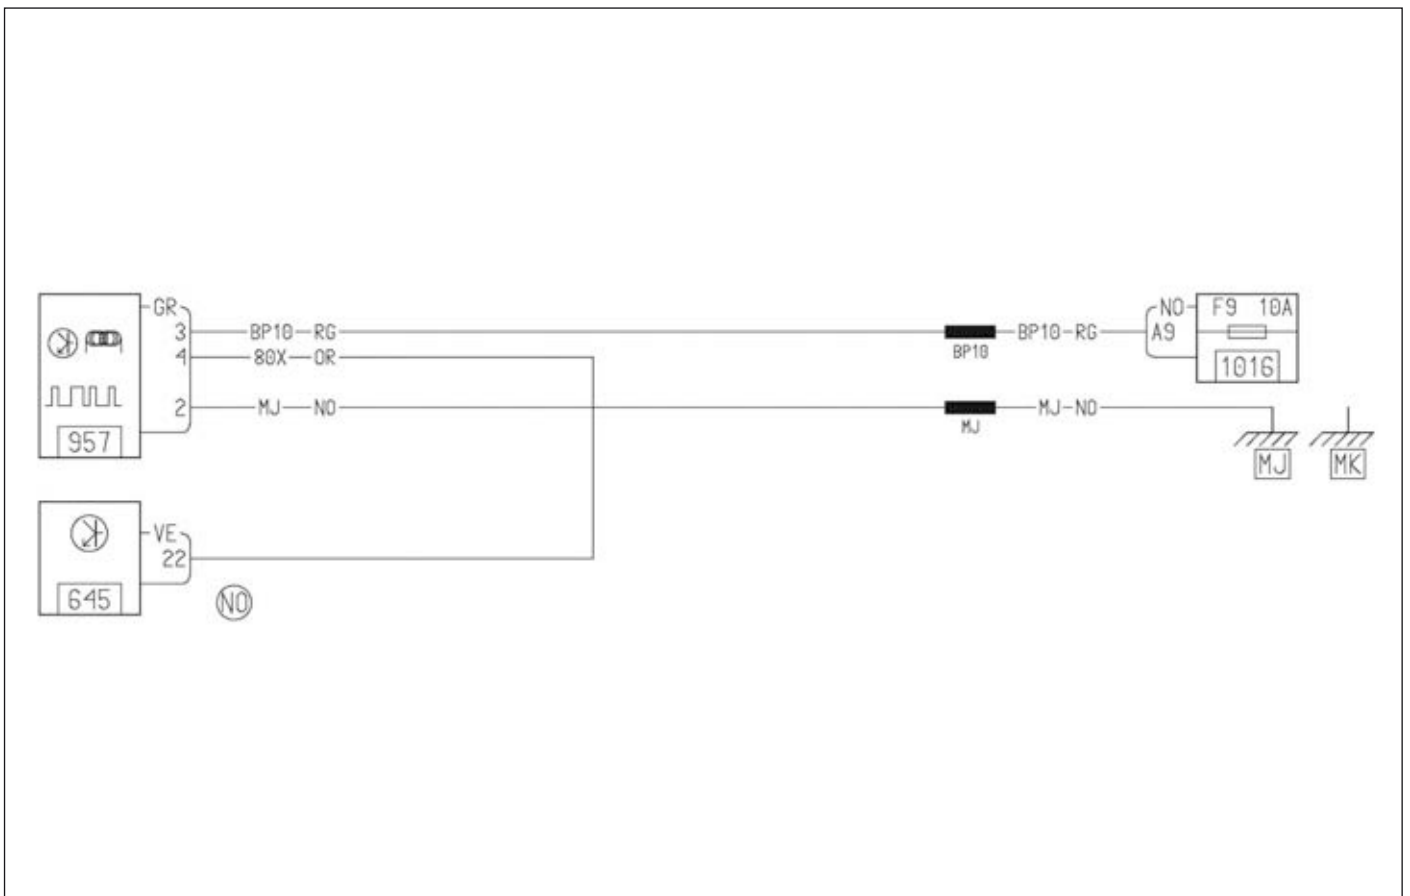 GR NO F9 10A
3 BP10 RG BP10 RG A9
4 80X OR BP10 1016
2 MJ NO MJ NO
957 MJ MJ MK
VE
22
645 NO